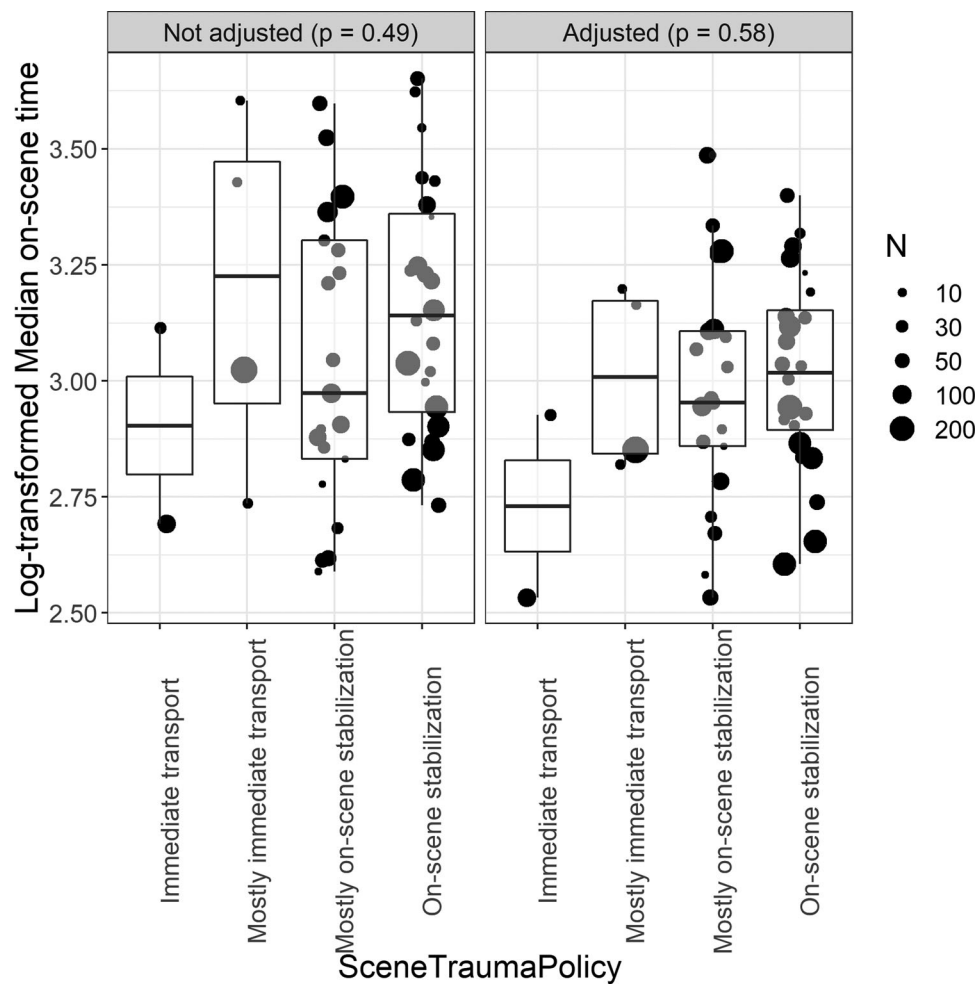 Not adjusted (p = 0.49)
Adjusted (p = 0.58)
Log-transformed Median on-scene time
3.50
3.25
3.00
2.75
2.50
N
10
30
50
100
200
Immediate transport
Mostly immediate transport
Mostly on-scene stabilization
On-scene stabilization
Immediate transport
Mostly immediate transport
Mostly on-scene stabilization
On-scene stabilization
SceneTraumaPolicy